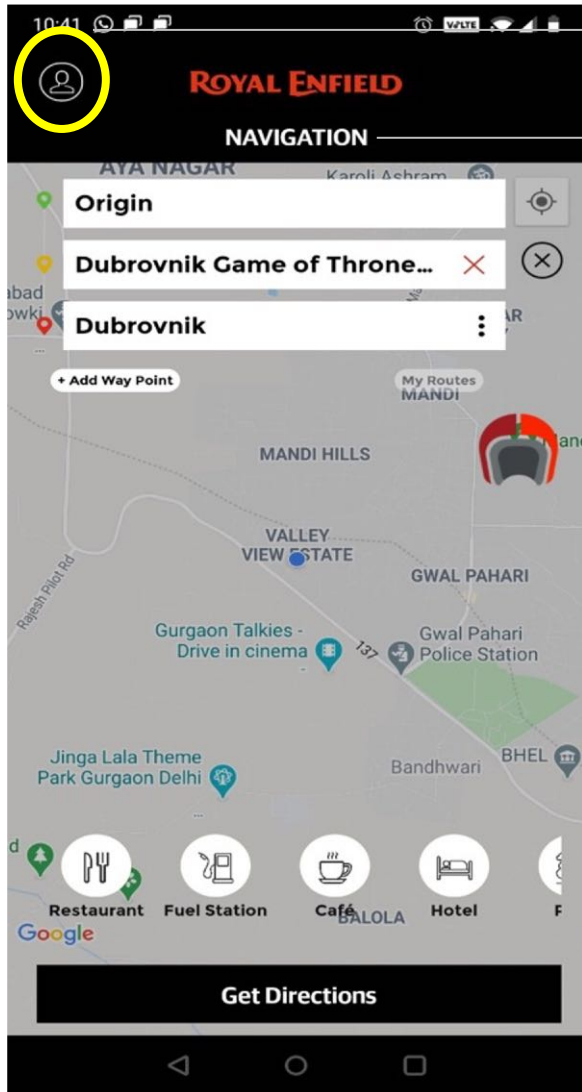 10:41 VoLTE
ROYAL ENFIELD
NAVIGATION
AYA NAGAR
Karoli Ashram
Origin
Dubrovnik Game of Throne...
Dubrovnik
+ Add Way Point
My Routes
MANDI
MANDI HILLS
VALLEY
VIEW ESTATE
GWAL PAHARI
Rajesh Pilot Rd
Gurgaon Talkies -
Drive in cinema
137
Gwal Pahari
Police Station
Jinga Lala Theme
Park Gurgaon Delhi
Bandhwari
BHEL
Restaurant Fuel Station Café Hotel
BALOLA
Google
Get Directions